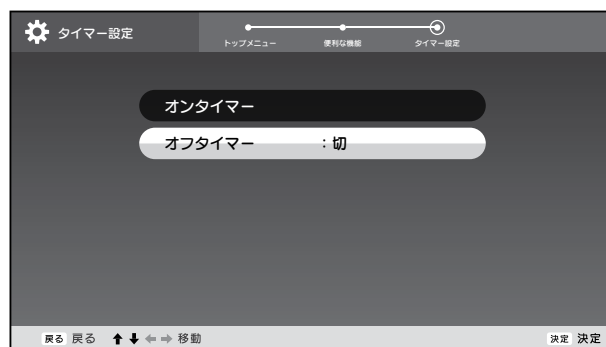 タイマー設定
トップメニュー 便利な機能 タイマー設定
オンタイマー
オフタイマー ：切
戻る 戻る ⬆⬇⬅➡ 移動 決定 決定